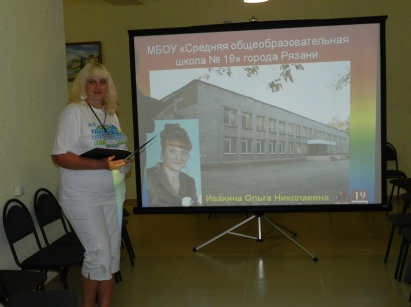 МБОУ «Средняя общеобразовательная
школа № 19» города Рязани
Ивакина Ольга Николаевна
19